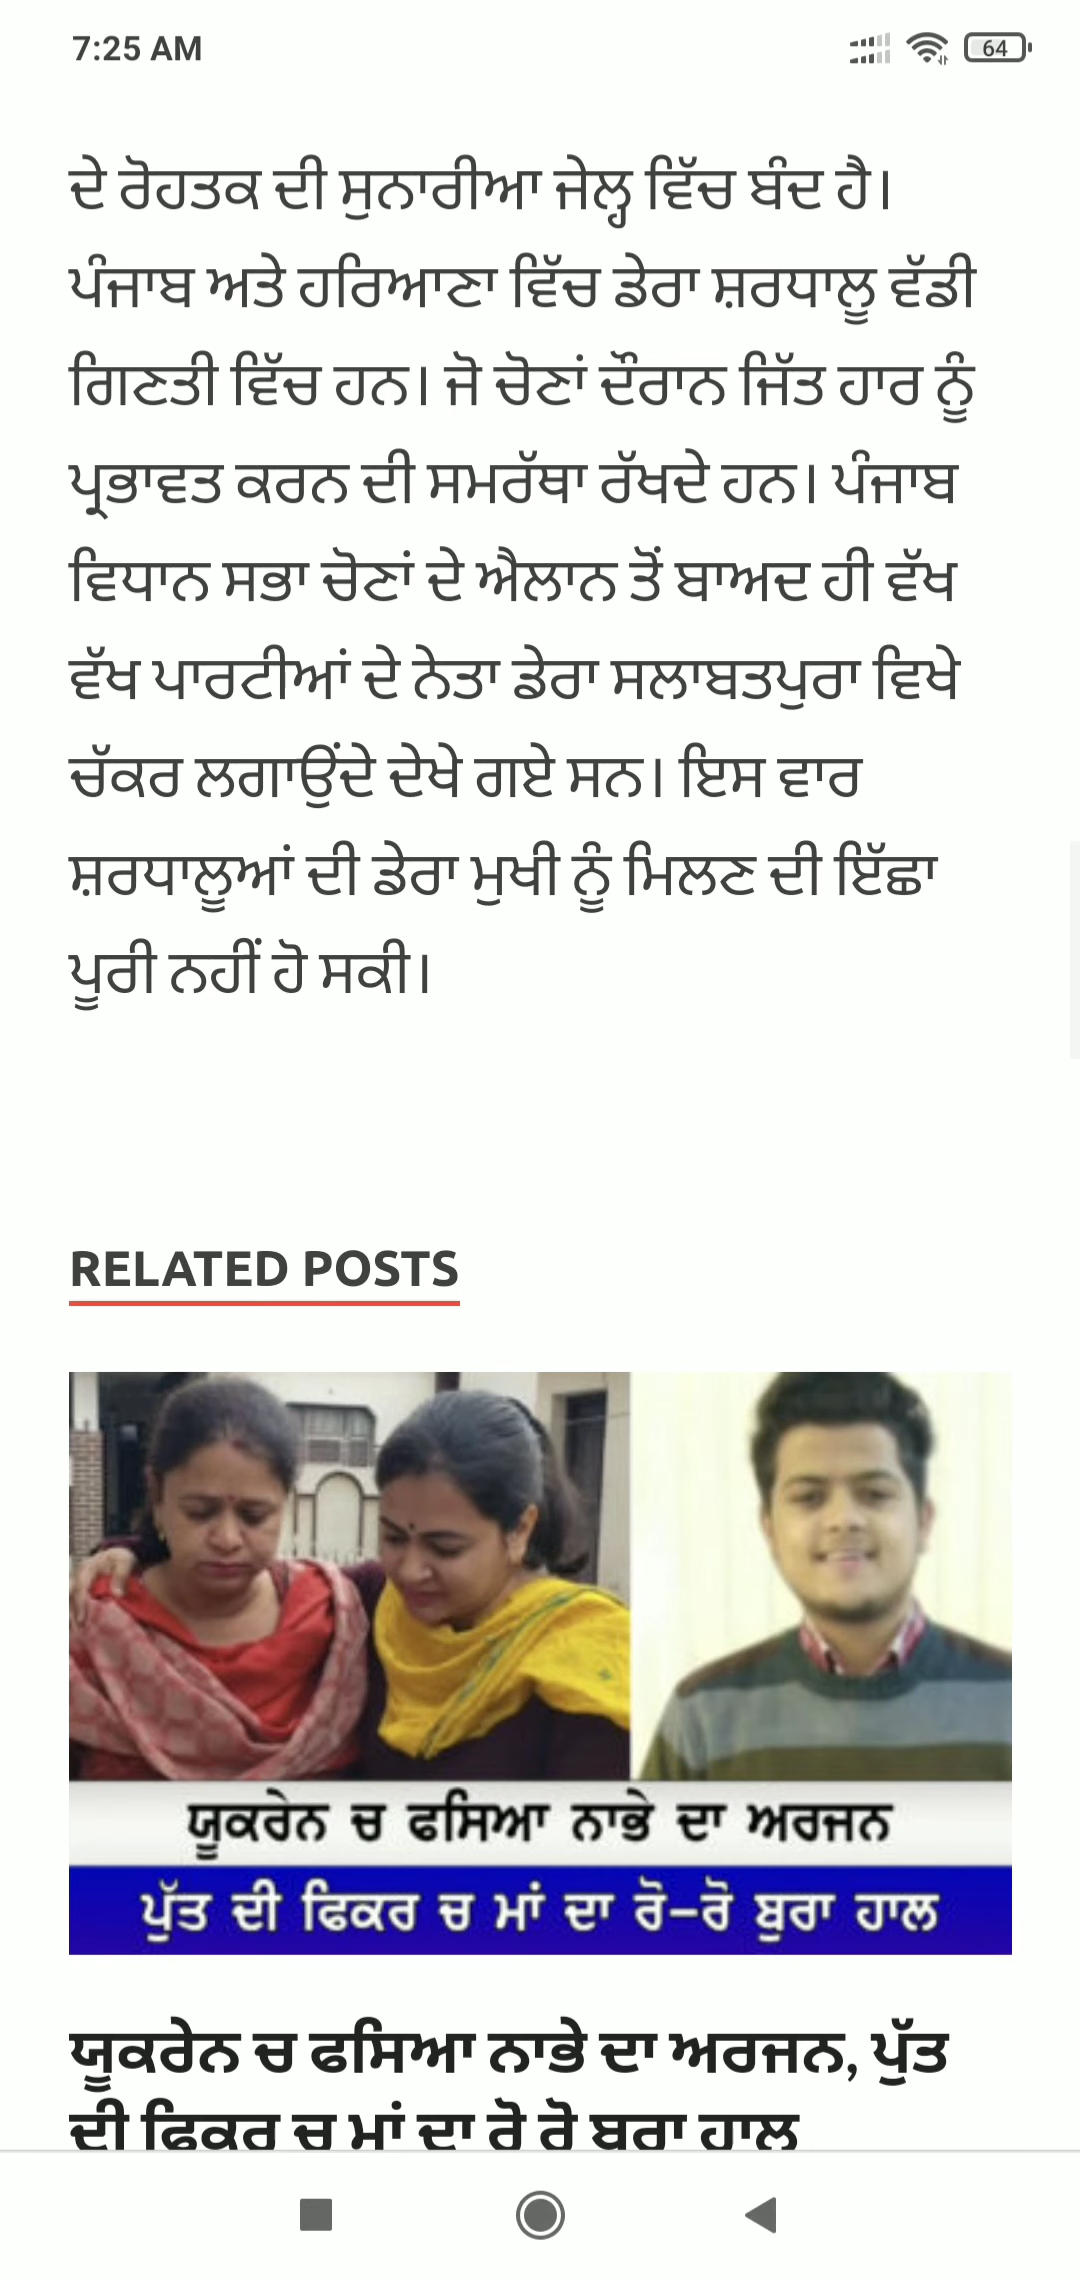 7:25 AM
64
ਦੇ ਰੋਹਤਕ ਦੀ ਸੁਨਾਰੀਆ ਜੇਲ੍ਹ ਵਿੱਚ ਬੰਦ ਹੈ।
ਪੰਜਾਬ ਅਤੇ ਹਰਿਆਣਾ ਵਿੱਚ ਡੇਰਾ ਸ਼ਰਧਾਲੂ ਵੱਡੀ
ਗਿਣਤੀ ਵਿੱਚ ਹਨ। ਜੋ ਚੋਣਾਂ ਦੌਰਾਨ ਜਿੱਤ ਹਾਰ ਨੂੰ
ਪ੍ਰਭਾਵਤ ਕਰਨ ਦੀ ਸਮਰੱਥਾ ਰੱਖਦੇ ਹਨ। ਪੰਜਾਬ
ਵਿਧਾਨ ਸਭਾ ਚੋਣਾਂ ਦੇ ਐਲਾਨ ਤੋਂ ਬਾਅਦ ਹੀ ਵੱਖ
ਵੱਖ ਪਾਰਟੀਆਂ ਦੇ ਨੇਤਾ ਡੇਰਾ ਸਲਾਬਤਪੁਰਾ ਵਿਖੇ
ਚੱਕਰ ਲਗਾਉਂਦੇ ਦੇਖੇ ਗਏ ਸਨ। ਇਸ ਵਾਰ
ਸ਼ਰਧਾਲੂਆਂ ਦੀ ਡੇਰਾ ਮੁਖੀ ਨੂੰ ਮਿਲਣ ਦੀ ਇੱਛਾ
ਪੂਰੀ ਨਹੀਂ ਹੋ ਸਕੀ।
RELATED POSTS
ਯੂਕਰੇਨ ਚ ਫਸਿਆ ਨਾਭੇ ਦਾ ਅਰਜਨ
ਪੁੱਤ ਦੀ ਫਿਕਰ ਚ ਮਾਂ ਦਾ ਰੋ-ਰੋ ਬੁਰਾ ਹਾਲ
ਯੂਕਰੇਨ ਚ ਫਸਿਆ ਨਾਭੇ ਦਾ ਅਰਜਨ, ਪੁੱਤ
ਦੀ ਫਿਕਰ ਚ ਮਾਂ ਦਾ ਰੋ ਰੋ ਬੁਰਾ ਹਾਲ